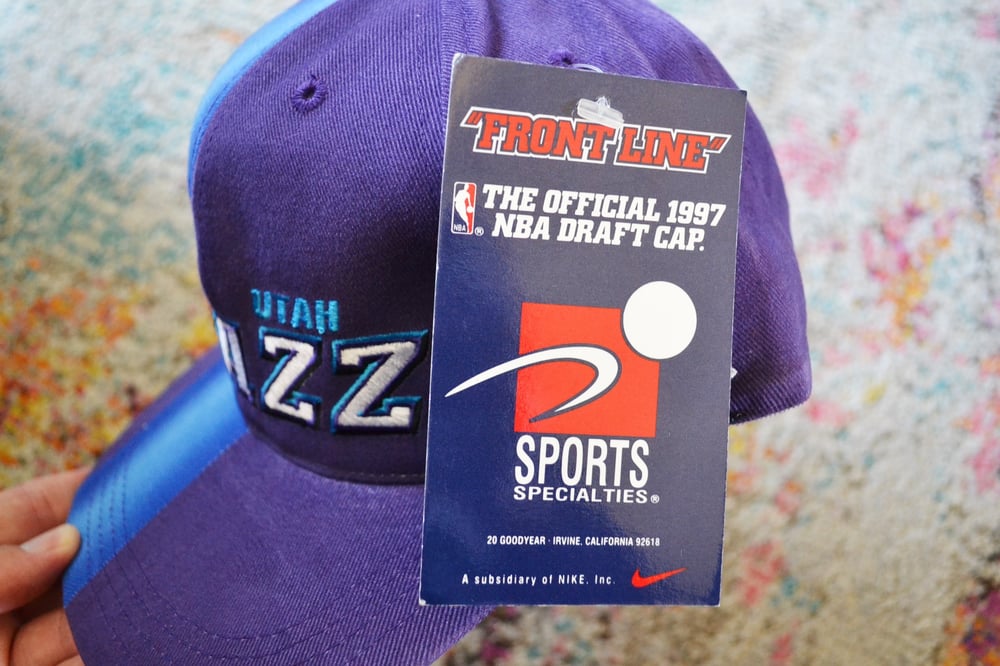 "FRONT LINE"
THE OFFICIAL 1997
NBA DRAFT CAP.
NBA ®
UTAH
ZZ
SPORTS
SPECIALTIES®
20 GOODYEAR · IRVINE, CALIFORNIA 92618
A subsidiary of NIKE, Inc.